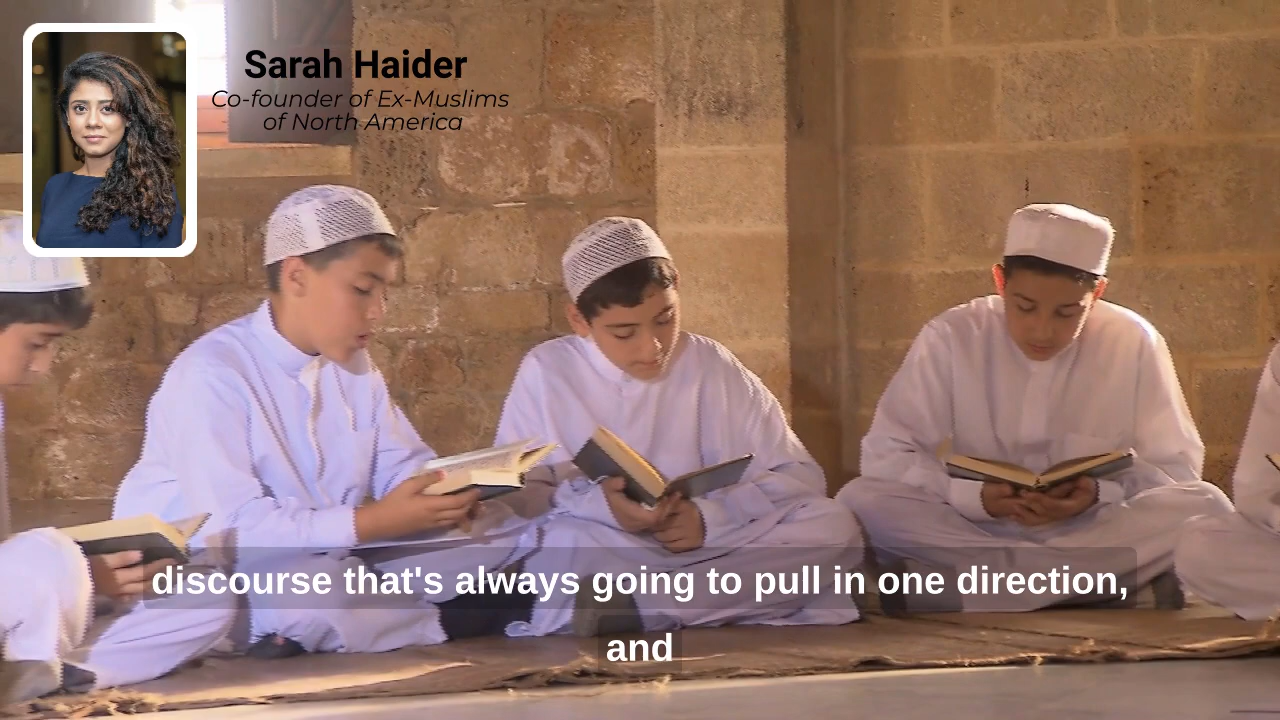 Sarah Haider
Co-founder of Ex-Muslims
of North America
discourse that's always going to pull in one direction,
and